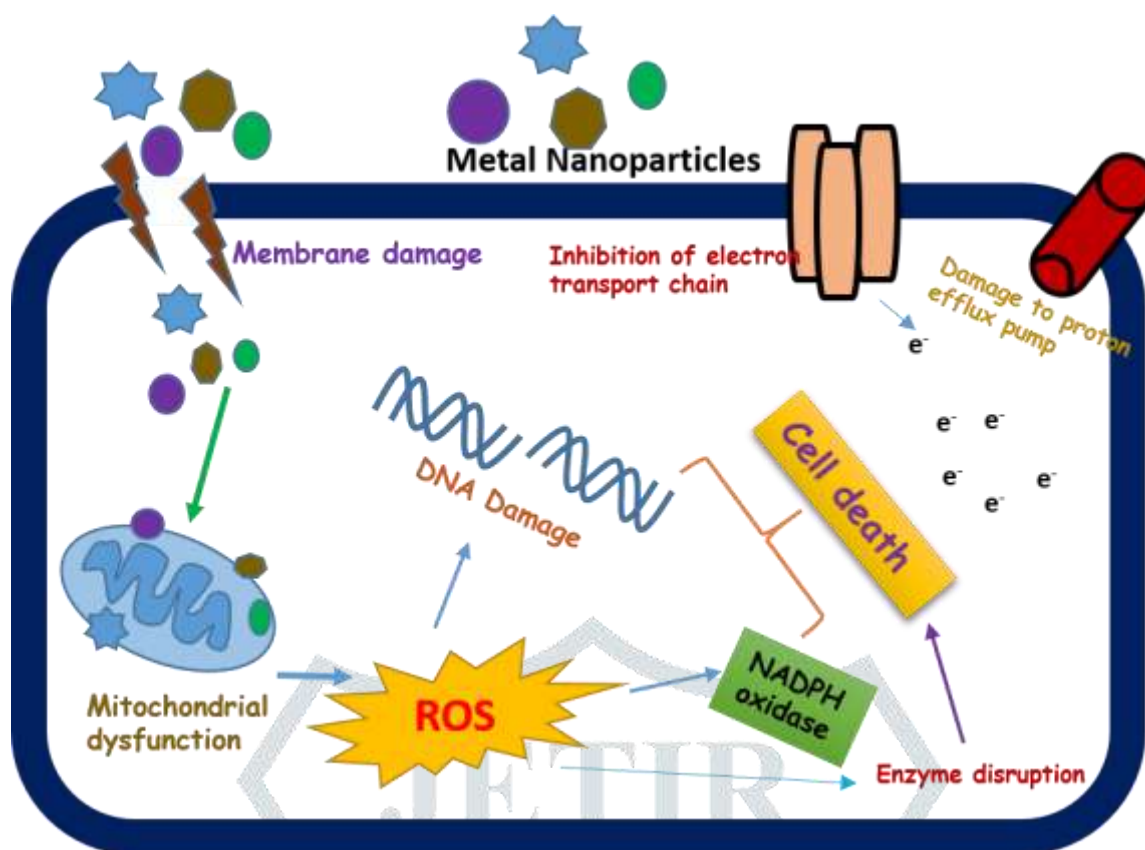 Metal Nanoparticles
Membrane damage
Inhibition of electron
transport chain
Damage to proton
efflux pump
e-
e- e-
e- e-
e-
DNA Damage
Cell death
Mitochondrial
dysfunction
ROS
NADPH
oxidase
Enzyme disruption
JETIR